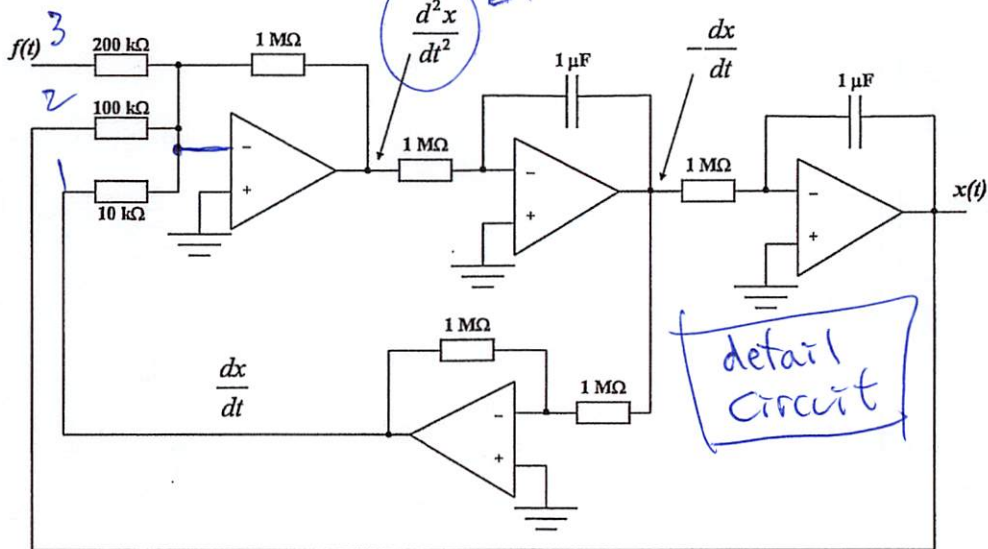 3
f(t)
200 kΩ
1 MΩ
d²x
dt²
1 µF
- dx
dt
1 µF
2
100 kΩ
-
+
1 MΩ
-
+
1 MΩ
-
+
x(t)
1
10 kΩ
1 MΩ
dx
dt
-
+
1 MΩ
detail
circuit